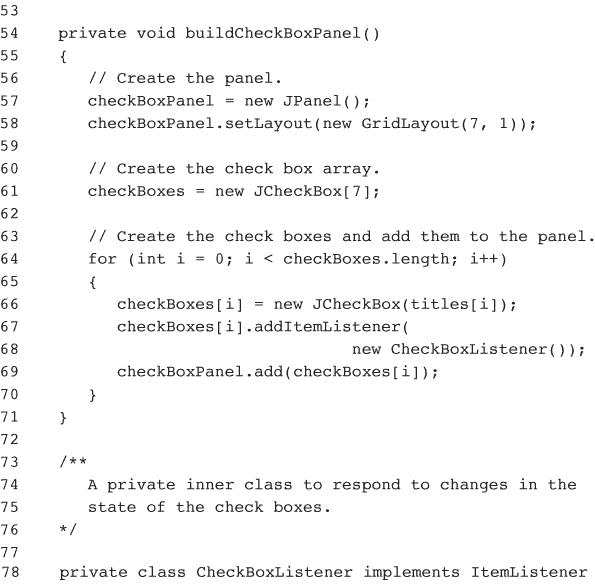 53
54    private void buildCheckBoxPanel()
55    {
56       // Create the panel.
57       checkBoxPanel = new JPanel();
58       checkBoxPanel.setLayout(new GridLayout(7, 1));
59
60       // Create the check box array.
61       checkBoxes = new JCheckBox[7];
62
63       // Create the check boxes and add them to the panel.
64       for (int i = 0; i < checkBoxes.length; i++)
65       {
66          checkBoxes[i] = new JCheckBox(titles[i]);
67          checkBoxes[i].addItemListener(
68                                  new CheckBoxListener());
69          checkBoxPanel.add(checkBoxes[i]);
70       }
71    }
72
73    /**
74       A private inner class to respond to changes in the
75       state of the check boxes.
76    */
77
78    private class CheckBoxListener implements ItemListener